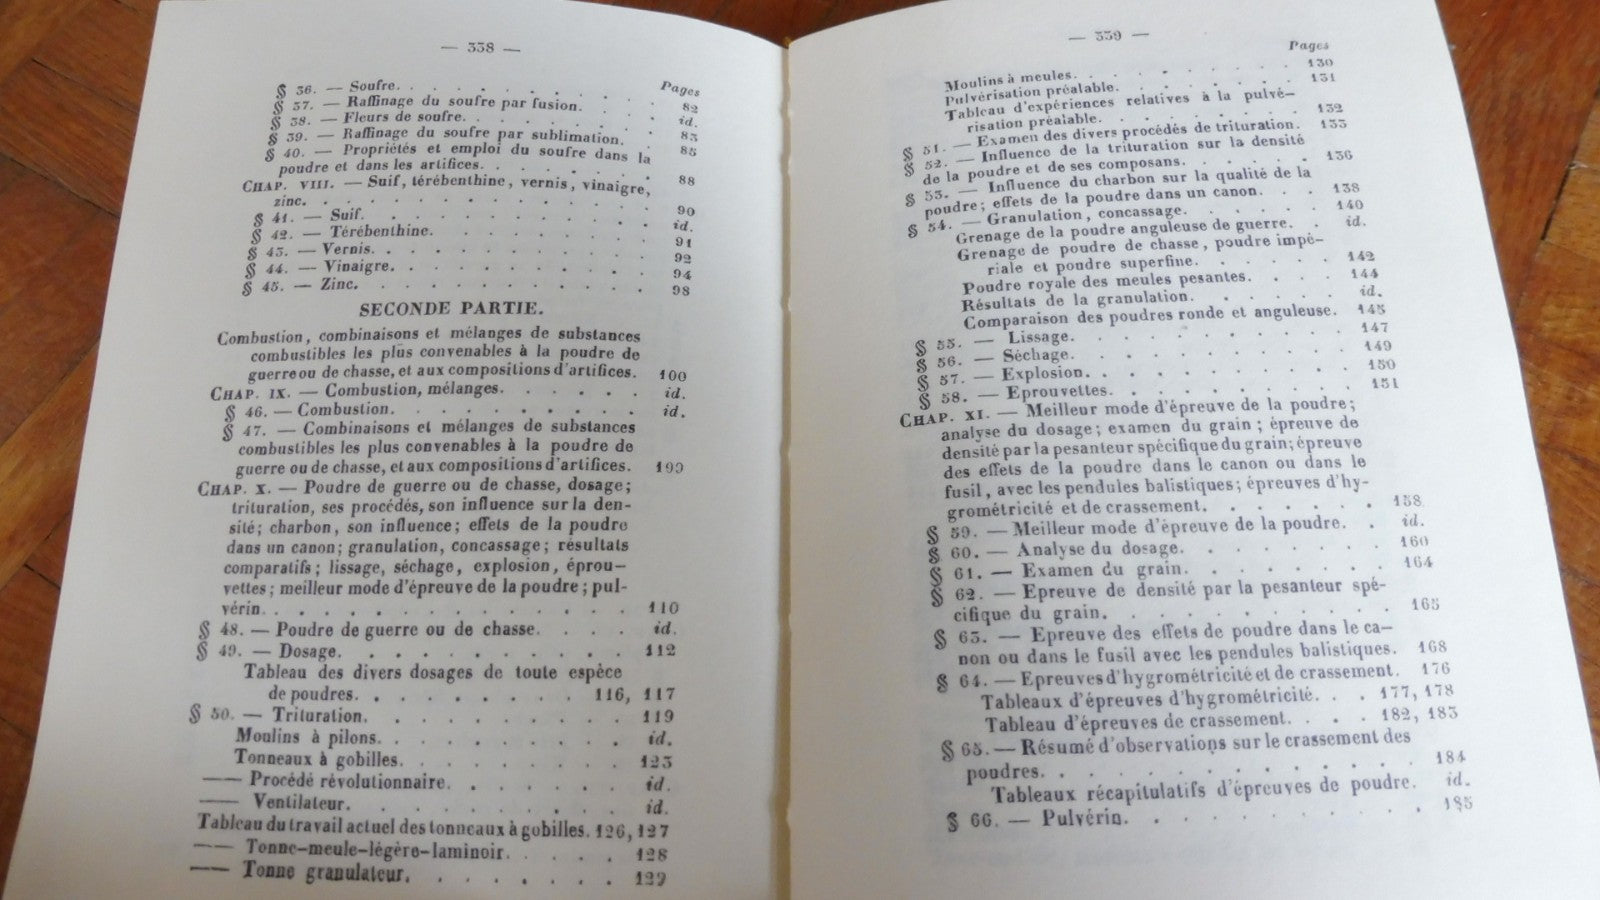 — 338 —
Pages
§ 36. — Soufre. . . . . . . . 82
§ 37. — Raffinage du soufre par fusion. . . . id.
§ 38. — Fleurs de soufre. . . . . . . 83
§ 39. — Raffinage du soufre par sublimation. . 85
§ 40. — Propriétés et emploi du soufre dans la
poudre et dans les artifices. . . . . . 88
CHAP. VIII. — Suif, térébenthine, vernis, vinaigre,
zinc. . . . . . . . . . 90
§ 41. — Suif. . . . . . . . . id.
§ 42. — Térébenthine. . . . . . . 91
§ 43. — Vernis. . . . . . . . 92
§ 44. — Vinaigre. . . . . . . . 94
§ 45. — Zinc. . . . . . . . . 98
SECONDE PARTIE.
Combustion, combinaisons et mélanges de substances
combustibles les plus convenables à la poudre de
guerre ou de chasse, et aux compositions d'artifices. 100
CHAP. IX. — Combustion, mélanges. . . . . id.
§ 46. — Combustion. . . . . . . . id.
§ 47. — Combinaisons et mélanges de substances
combustibles les plus convenables à la poudre de
guerre ou de chasse, et aux compositions d'artifices. 109
CHAP. X. — Poudre de guerre ou de chasse, dosage;
trituration, ses procédés, son influence sur la den-
sité; charbon, son influence; effets de la poudre
dans un canon; granulation, concassage; résultats
comparatifs; lissage, séchage, explosion, éprou-
vettes; meilleur mode d'épreuve de la poudre; pul-
vérin. . . . . . . . . . 110
§ 48. — Poudre de guerre ou de chasse. . . . id.
§ 49. — Dosage. . . . . . . . 112
Tableau des divers dosages de toute espèce
de poudres. . . . . . . 116, 117
§ 50. — Trituration. . . . . . . . 119
Moulins à pilons. . . . . . . . id.
Tonneaux à gobilles. . . . . . . 123
—— Procédé révolutionnaire. . . . . . id.
—— Ventilateur. . . . . . . . id.
Tableau du travail actuel des tonneaux à gobilles. 126, 127
—— Tonne-meule-légère-laminoir. . . . . 128
—— Tonne granulateur. . . . . . . 129
— 339 —
Pages
Moulins à meules. . . . . . . . 130
Pulvérisation préalable. . . . . . . 131
Tableau d'expériences relatives à la pulvé-
risation préalable. . . . . . . 132
§ 51. — Examen des divers procédés de trituration. 133
§ 52. — Influence de la trituration sur la densité
de la poudre et de ses composans. . . . . 136
§ 53. — Influence du charbon sur la qualité de la
poudre; effets de la poudre dans un canon. . . 138
§ 54. — Granulation, concassage. . . . . 140
Grenage de la poudre anguleuse de guerre. . id.
Grenage de poudre de chasse, poudre impé-
riale et poudre superfine. . . . . 142
Poudre royale des meules pesantes. . . . 144
Résultats de la granulation. . . . . id.
Comparaison des poudres ronde et anguleuse. 145
§ 55. — Lissage. . . . . . . . 147
§ 56. — Séchage. . . . . . . . 149
§ 57. — Explosion. . . . . . . . 150
§ 58. — Eprouvettes. . . . . . . 151
CHAP. XI. — Meilleur mode d'épreuve de la poudre;
analyse du dosage; examen du grain; épreuve de
densité par la pesanteur spécifique du grain; épreuve
des effets de la poudre dans le canon ou dans le
fusil, avec les pendules balistiques; épreuves d'hy-
grométricité et de crassement. . . . . . 158
§ 59. — Meilleur mode d'épreuve de la poudre. . id.
§ 60. — Analyse du dosage. . . . . . 160
§ 61. — Examen du grain. . . . . . 164
§ 62. — Epreuve de densité par la pesanteur spé-
cifique du grain. . . . . . . . 165
§ 63. — Epreuve des effets de poudre dans le ca-
non ou dans le fusil avec les pendules balistiques. 168
§ 64. — Epreuves d'hygrométricité et de crassement. 176
Tableaux d'épreuves d'hygrométricité. . . 177, 178
Tableau d'épreuves de crassement. . . . 182, 183
§ 65. — Résumé d'observations sur le crassement des
poudres. . . . . . . . . . 184
Tableaux récapitulatifs d'épreuves de poudre. id.
§ 66. — Pulvérin. . . . . . . . . 185